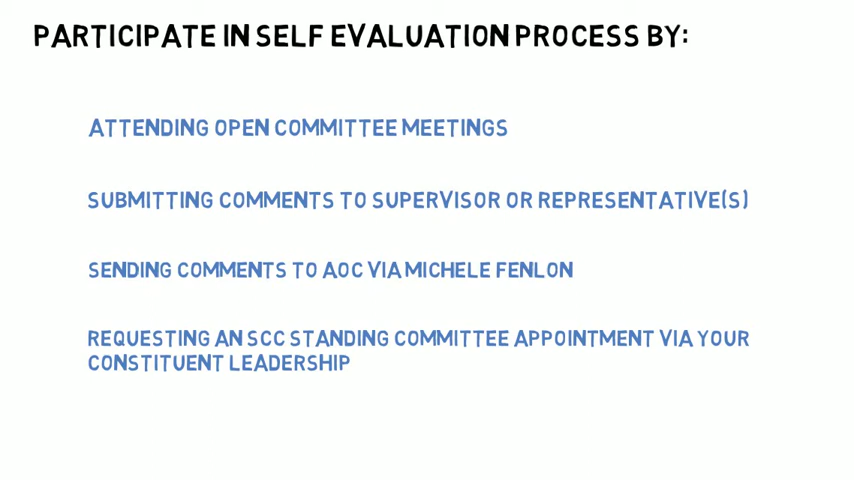 PARTICIPATE IN SELF EVALUATION PROCESS BY:
ATTENDING OPEN COMMITTEE MEETINGS
SUBMITTING COMMENTS TO SUPERVISOR OR REPRESENTATIVE(S)
SENDING COMMENTS TO AOC VIA MICHELE FENLON
REQUESTING AN SCC STANDING COMMITTEE APPOINTMENT VIA YOUR
CONSTITUENT LEADERSHIP